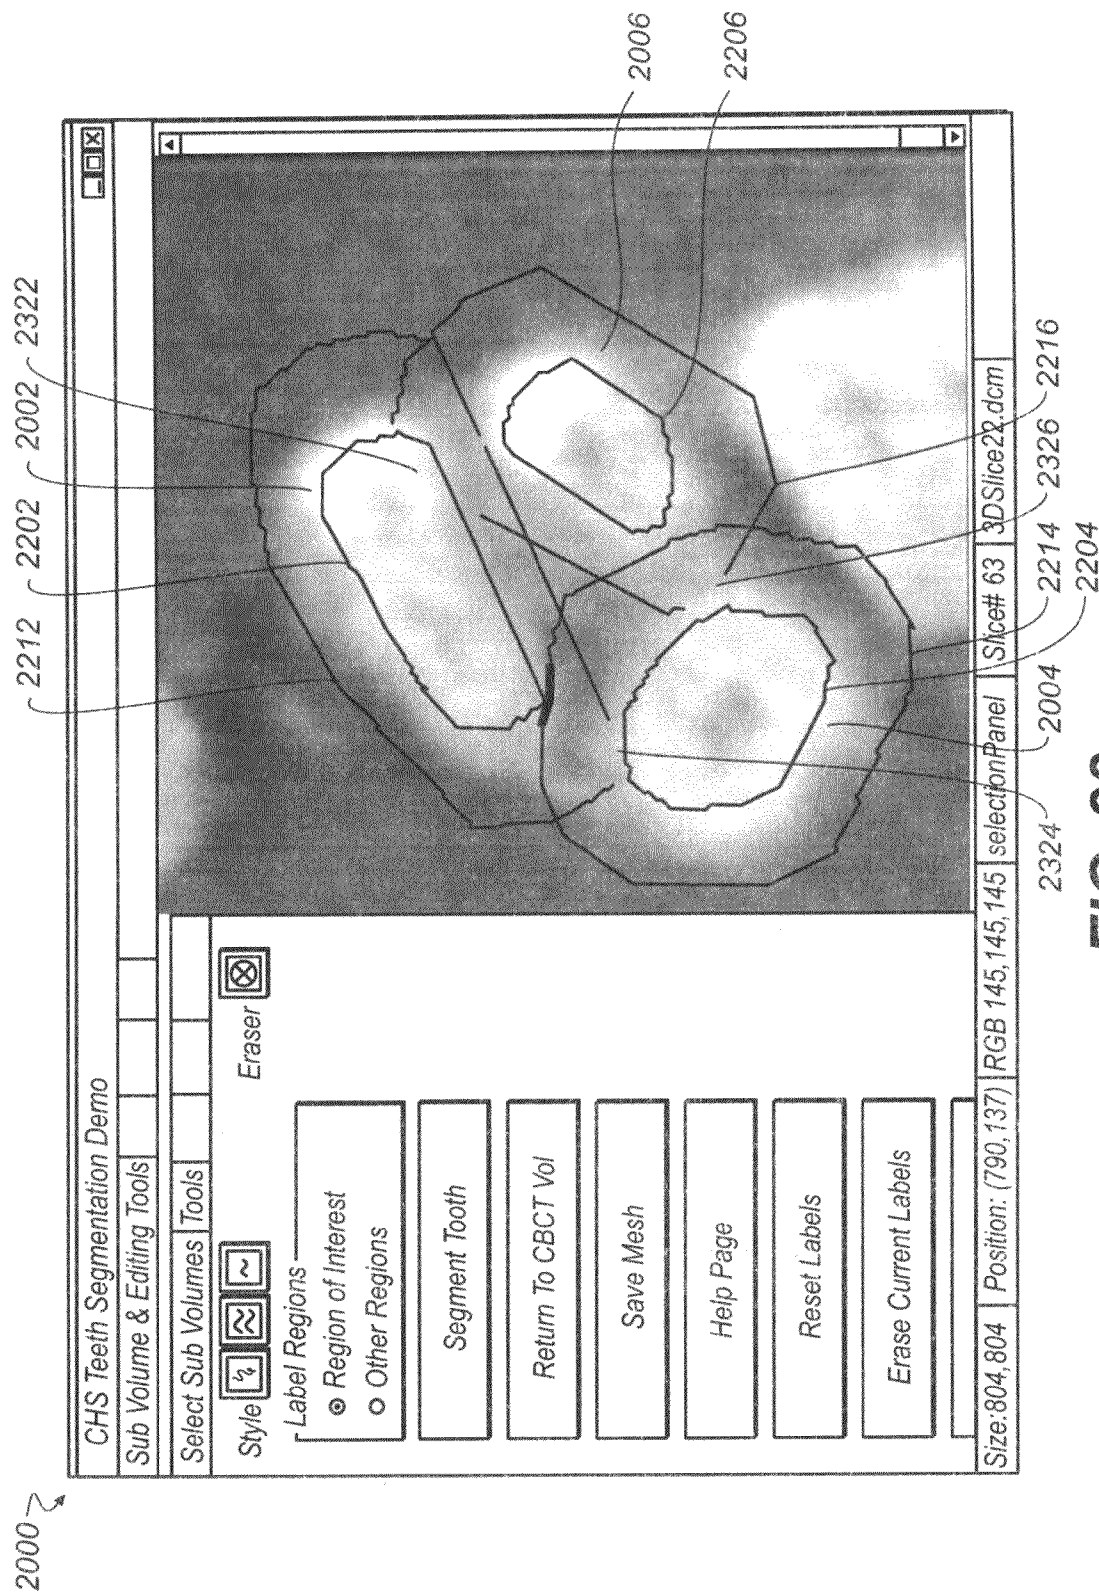 2000
2212 2202 2002 2322
CHS Teeth Segmentation Demo
Sub Volume & Editing Tools
Select Sub Volumes Tools
Style Eraser
Label Regions
Region of Interest
Other Regions
Segment Tooth
Return To CBCT Vol
Save Mesh
Help Page
Reset Labels
Erase Current Labels
2006
2206
Size:804,804 Position: (790,137) RGB 145,145,145 selectionPanel Slice# 63 3DSlice22.dcm
2324 2004 2204 2214 2326 2216